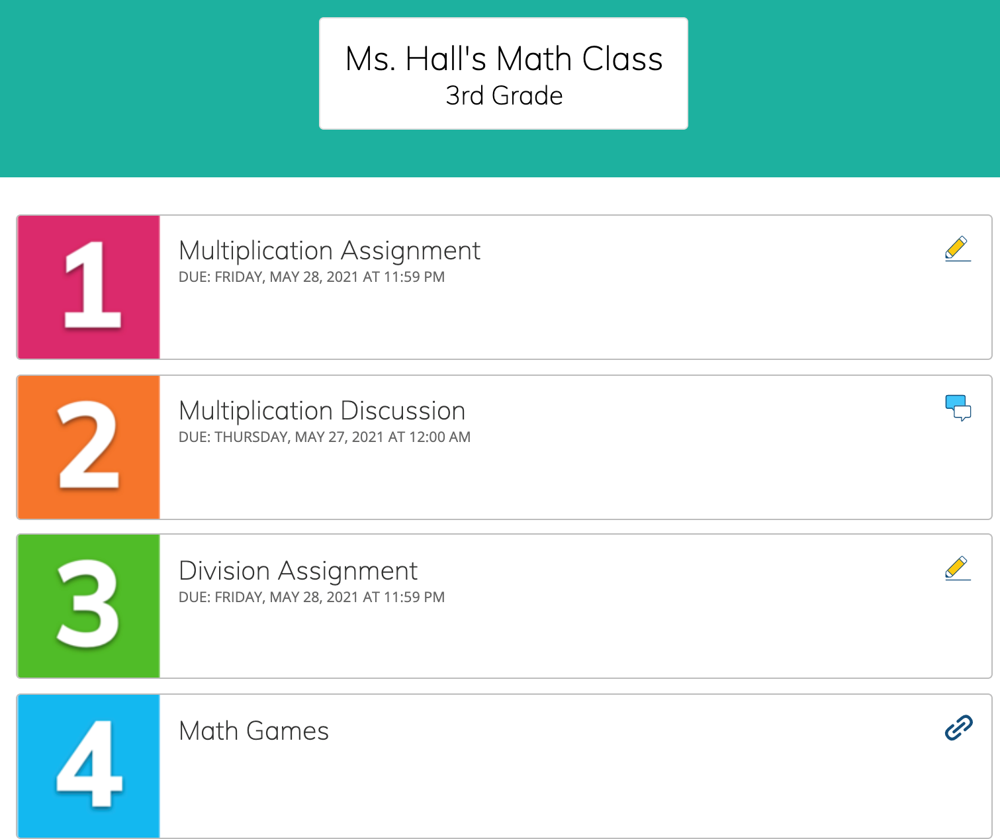 Ms. Hall's Math Class
3rd Grade
1
Multiplication Assignment
DUE: FRIDAY, MAY 28, 2021 AT 11:59 PM
2
Multiplication Discussion
DUE: THURSDAY, MAY 27, 2021 AT 12:00 AM
3
Division Assignment
DUE: FRIDAY, MAY 28, 2021 AT 11:59 PM
4
Math Games